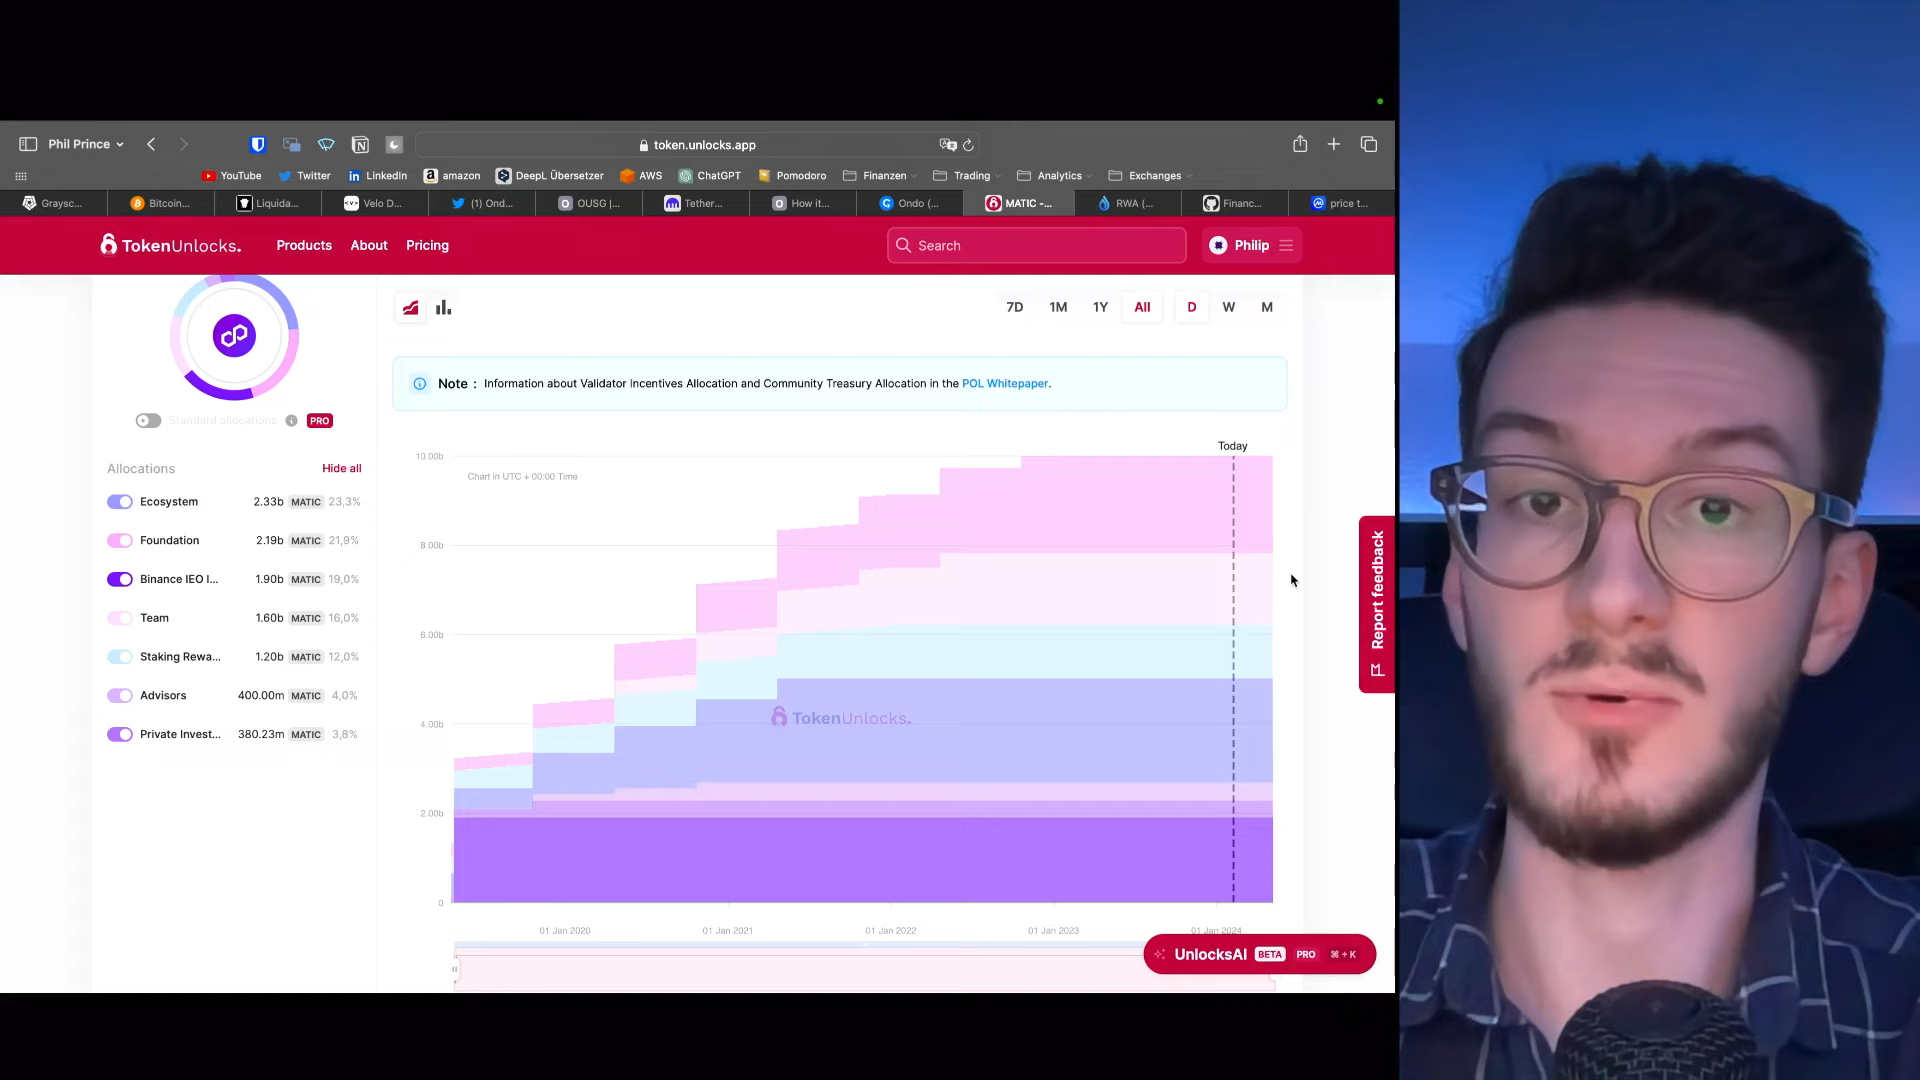 Phil Prince
token.unlocks.app
YouTube
Twitter
LinkedIn
amazon
DeepL Übersetzer
AWS
ChatGPT
Pomodoro
Finanzen
Trading
Analytics
Exchanges
Graysc...
Bitcoin...
Liquida...
Velo D...
(1) Ond...
OUSG |...
Tether...
How it...
Ondo (...
MATIC -...
RWA (...
Financ...
price t...
TokenUnlocks.
Products
About
Pricing
Search
Philip
7D 1M 1Y All D W M
Note : Information about Validator Incentives Allocation and Community Treasury Allocation in the POL Whitepaper.
Standard allocations PRO
Allocations Hide all
Ecosystem 2.33b MATIC 23,3%
Foundation 2.19b MATIC 21,9%
Binance IEO I... 1.90b MATIC 19,0%
Team 1.60b MATIC 16,0%
Staking Rewa... 1.20b MATIC 12,0%
Advisors 400.00m MATIC 4,0%
Private Invest... 380.23m MATIC 3,8%
Today
Chart in UTC + 00:00 Time
10.00b
8.00b
6.00b
4.00b
2.00b
0
TokenUnlocks.
01 Jan 2020
01 Jan 2021
01 Jan 2022
01 Jan 2023
01 Jan 2024
Report feedback
UnlocksAI BETA PRO ⌘+K